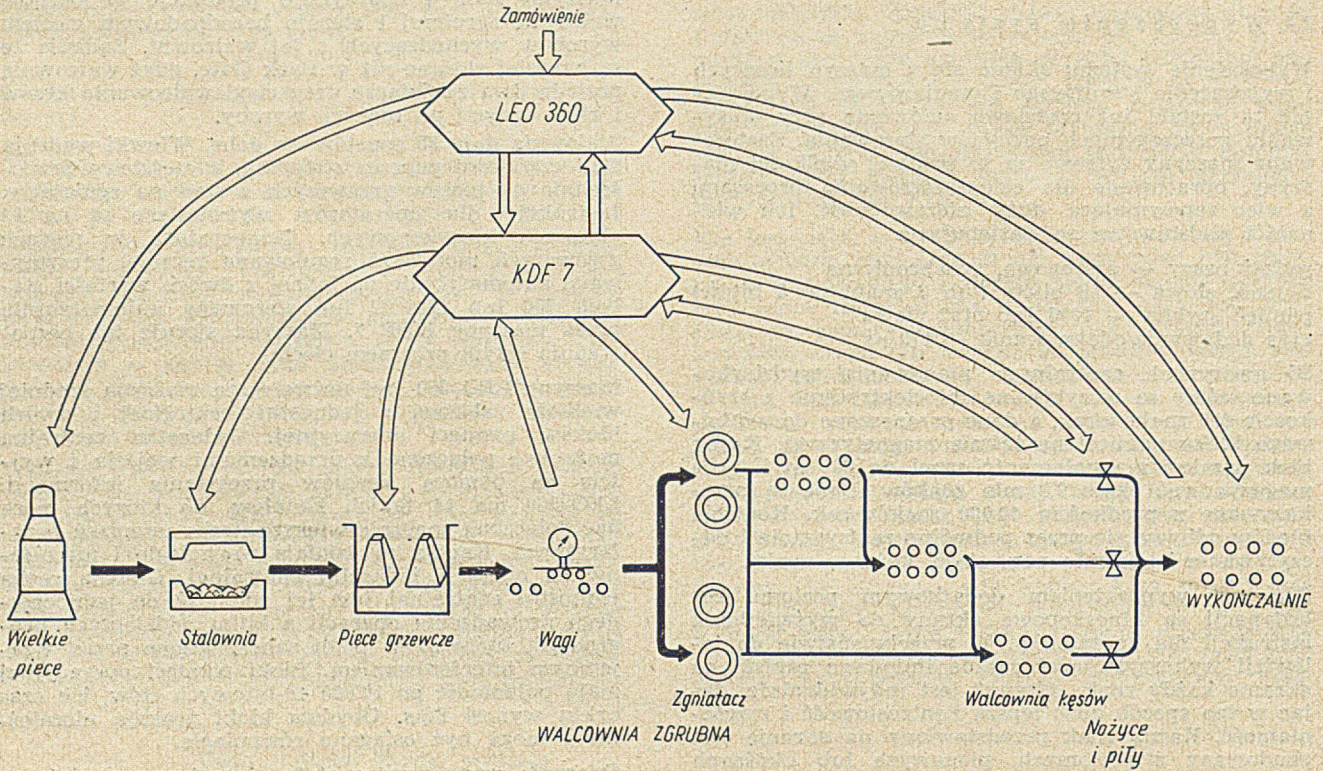 Zamówienie
LEO 360
KDF 7
Wielkie
piece
Stalownia
Piece grzewcze
Wagi
Zgniatacz
WALCOWNIA ZGRUBNA
Walcownia kęsów
Nożyce
i piły
WYKOŃCZALNIE